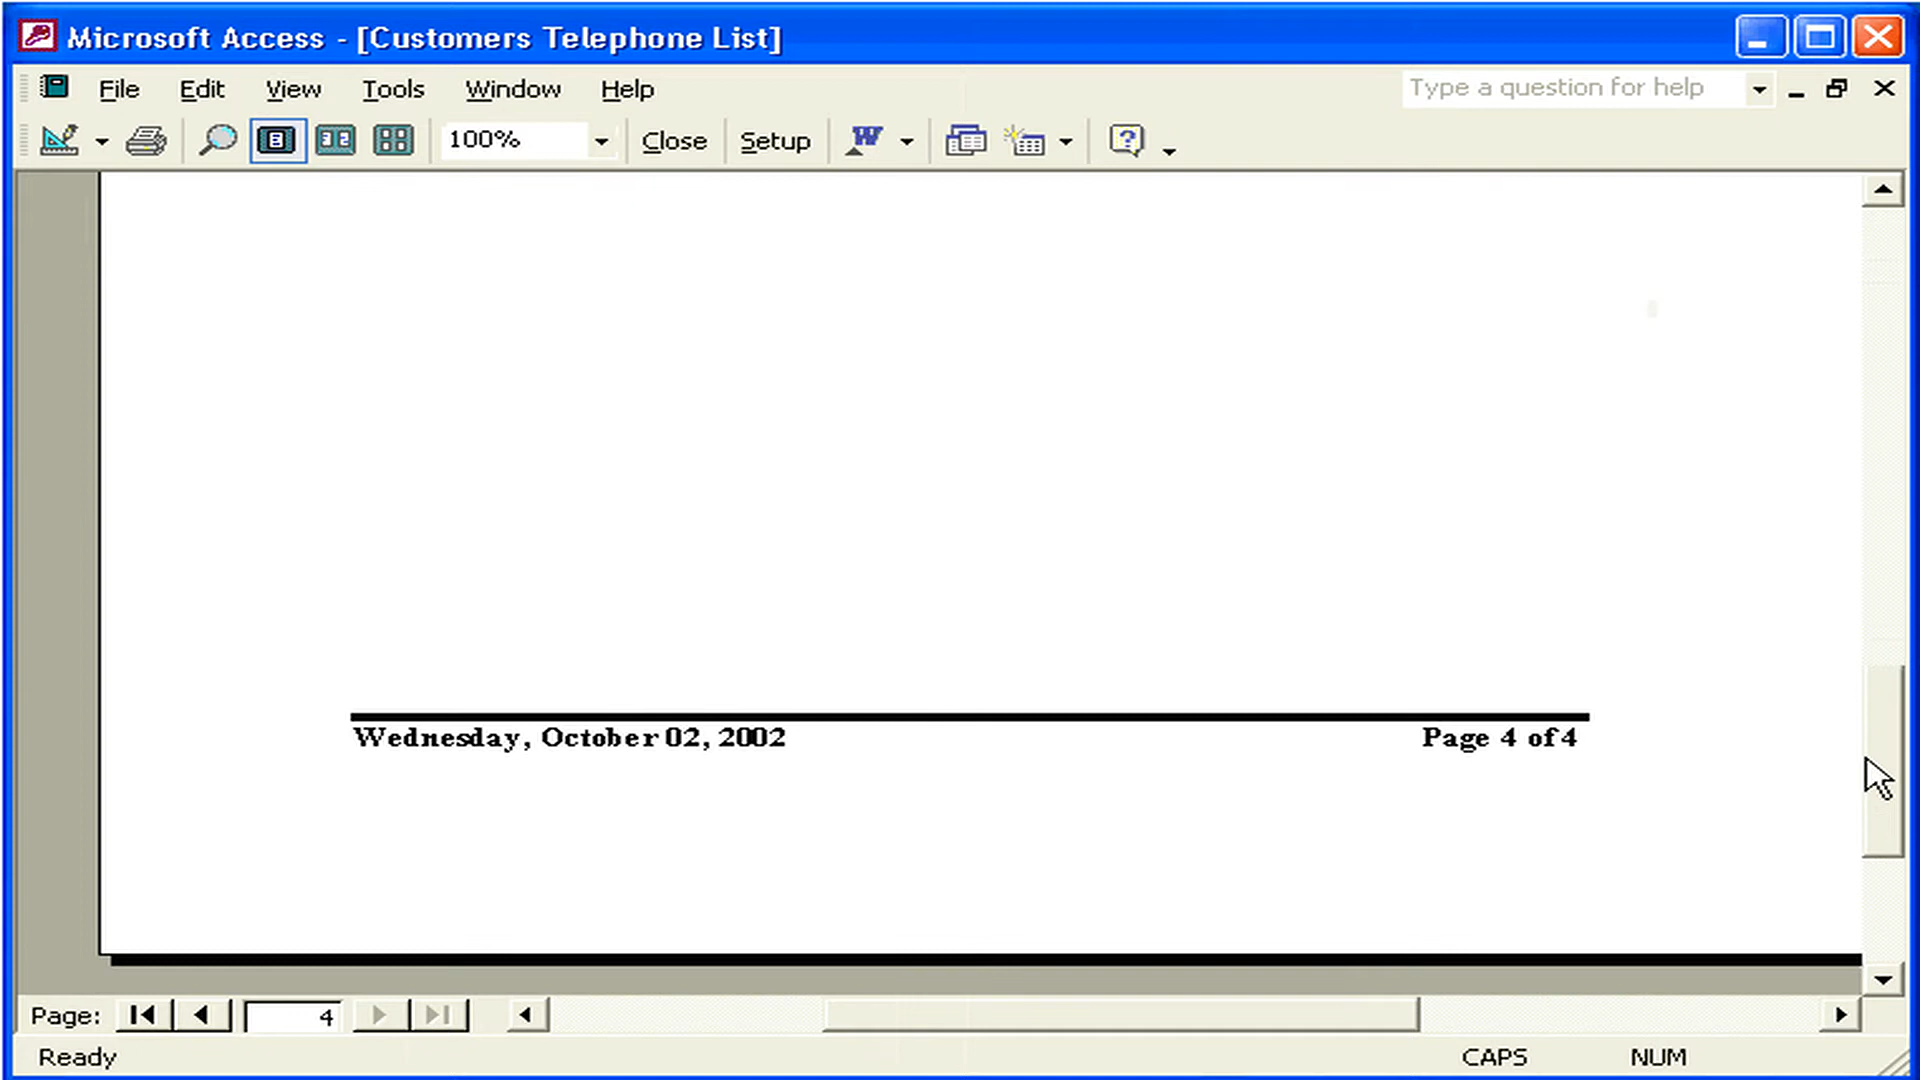 Microsoft Access - [Customers Telephone List]
File Edit View Tools Window Help Type a question for help
100% Close Setup
Wednesday, October 02, 2002 Page 4 of 4
Page: 4
Ready CAPS NUM